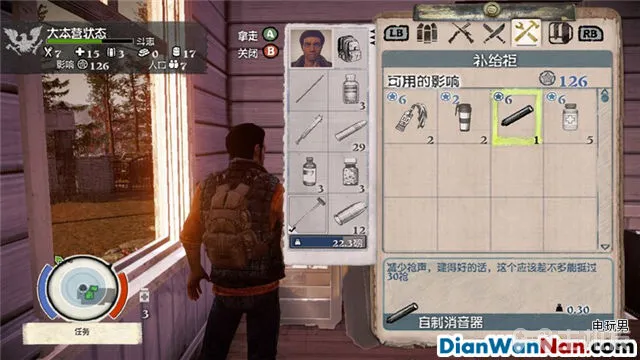 大本营状态
斗志
7 15 3 0 17
影响 126 人口 7
拿走 A
关闭 B
3
29
3 3
12
22.3磅
LB RB
补给柜
可用的影响 126
6 2 6 6
2 2 1 5
减少枪声，建得好的话，这个应该差不多能挺过
30枪
0.30
自制消音器
3
任务
电玩男
DianWanNan.com